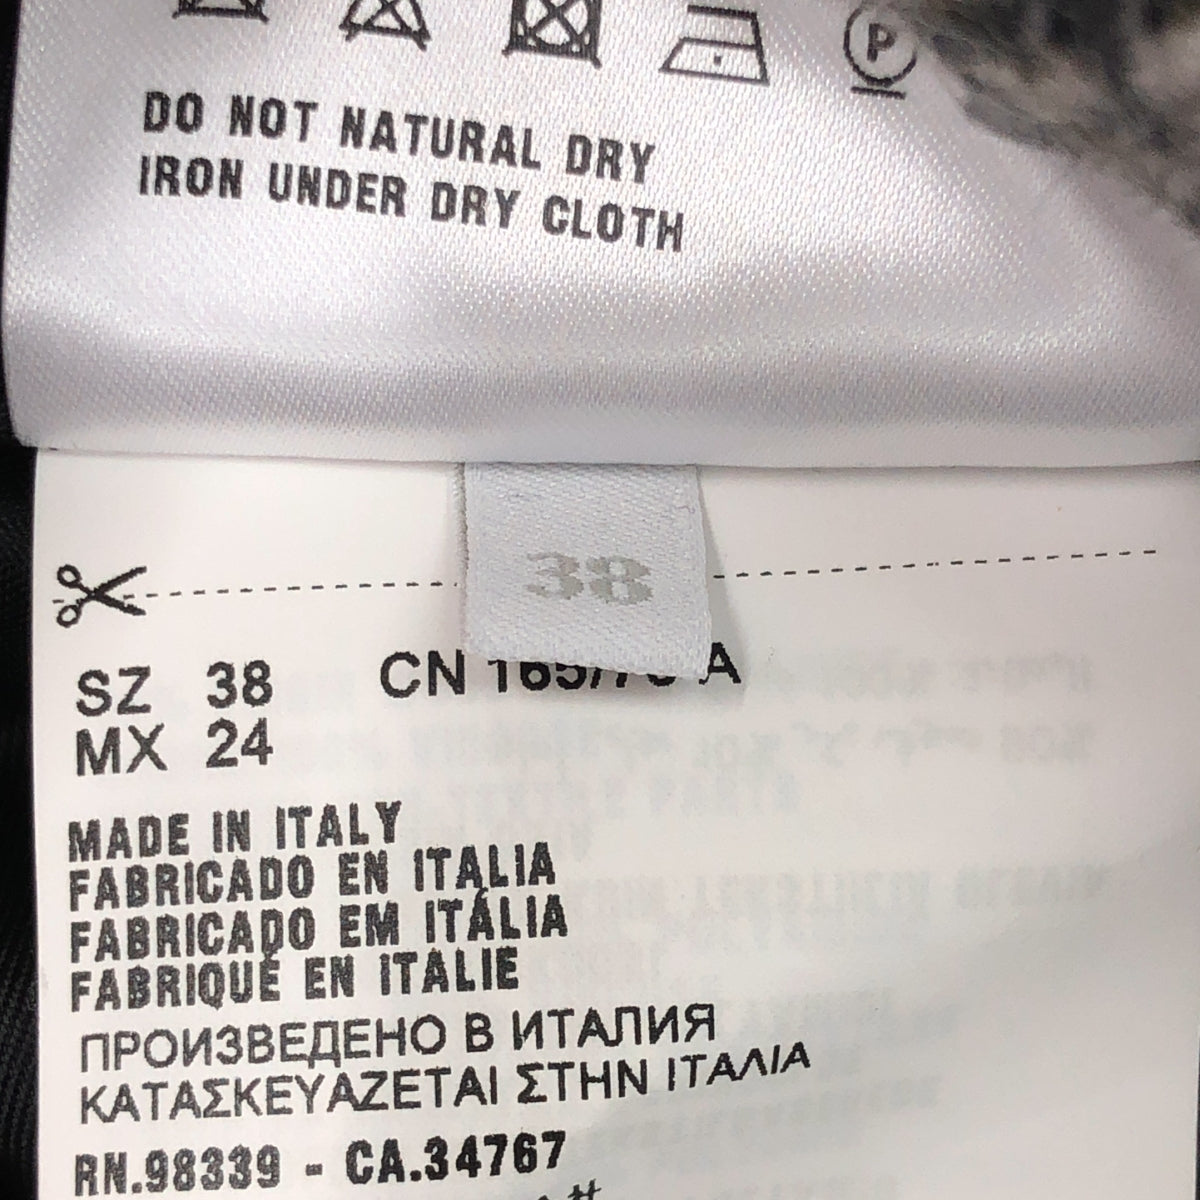 P
DO NOT NATURAL DRY
IRON UNDER DRY CLOTH
38
SZ 38 CN A
MX 24
MADE IN ITALY
FABRICADO EN ITALIA
FABRICADO EM ITÁLIA
FABRIQUÉ EN ITALIE
ПРОИЗВЕДЕНО В ИТАЛИЯ
ΚΑΤΑΣΚΕΥΑΖΕΤΑΙ ΣΤΗΝ ΙΤΑΛΙΑ
RN.98339 - CA.34767